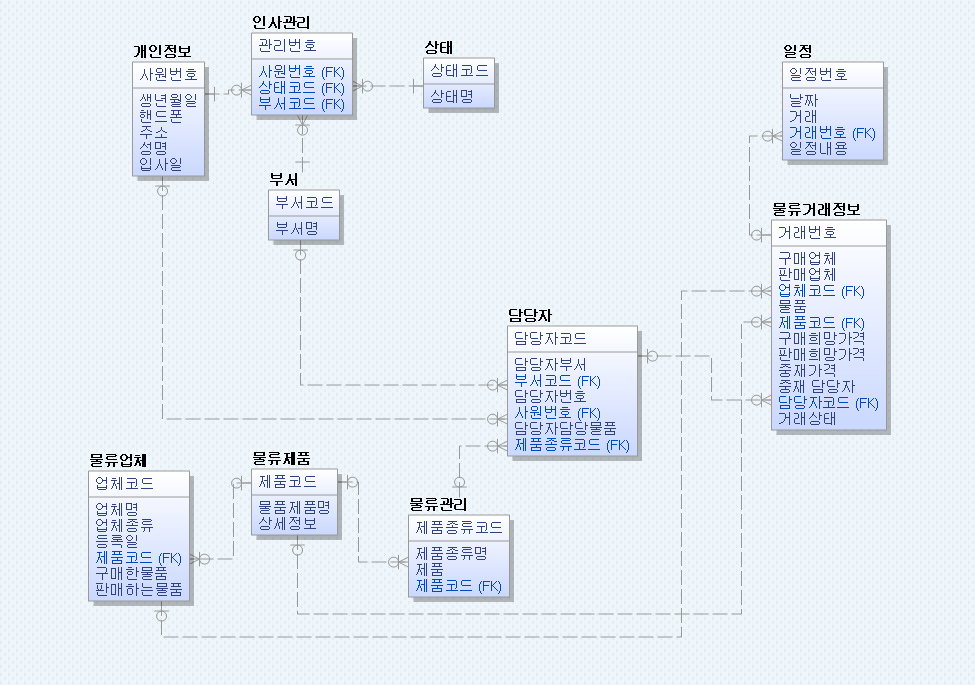 인사관리
관리번호
사원번호 (FK)
상태코드 (FK)
부서코드 (FK)
개인정보
사원번호
생년월일
핸드폰
주소
성명
입사일
상태
상태코드
상태명
일정
일정번호
날짜
거래
거래번호 (FK)
일정내용
부서
부서코드
부서명
물류거래정보
거래번호
구매업체
판매업체
업체코드 (FK)
물품
제품코드 (FK)
구매희망가격
판매희망가격
중재가격
중재 담당자
담당자코드 (FK)
거래상태
담당자
담당자코드
담당자부서
부서코드 (FK)
담당자번호
사원번호 (FK)
담당자담당물품
제품종류코드 (FK)
물류업체
업체코드
업체명
업체종류
등록일
제품코드 (FK)
구매한물품
판매하는물품
물류제품
제품코드
물품제품명
상세정보
물류관리
제품종류코드
제품종류명
제품
제품코드 (FK)